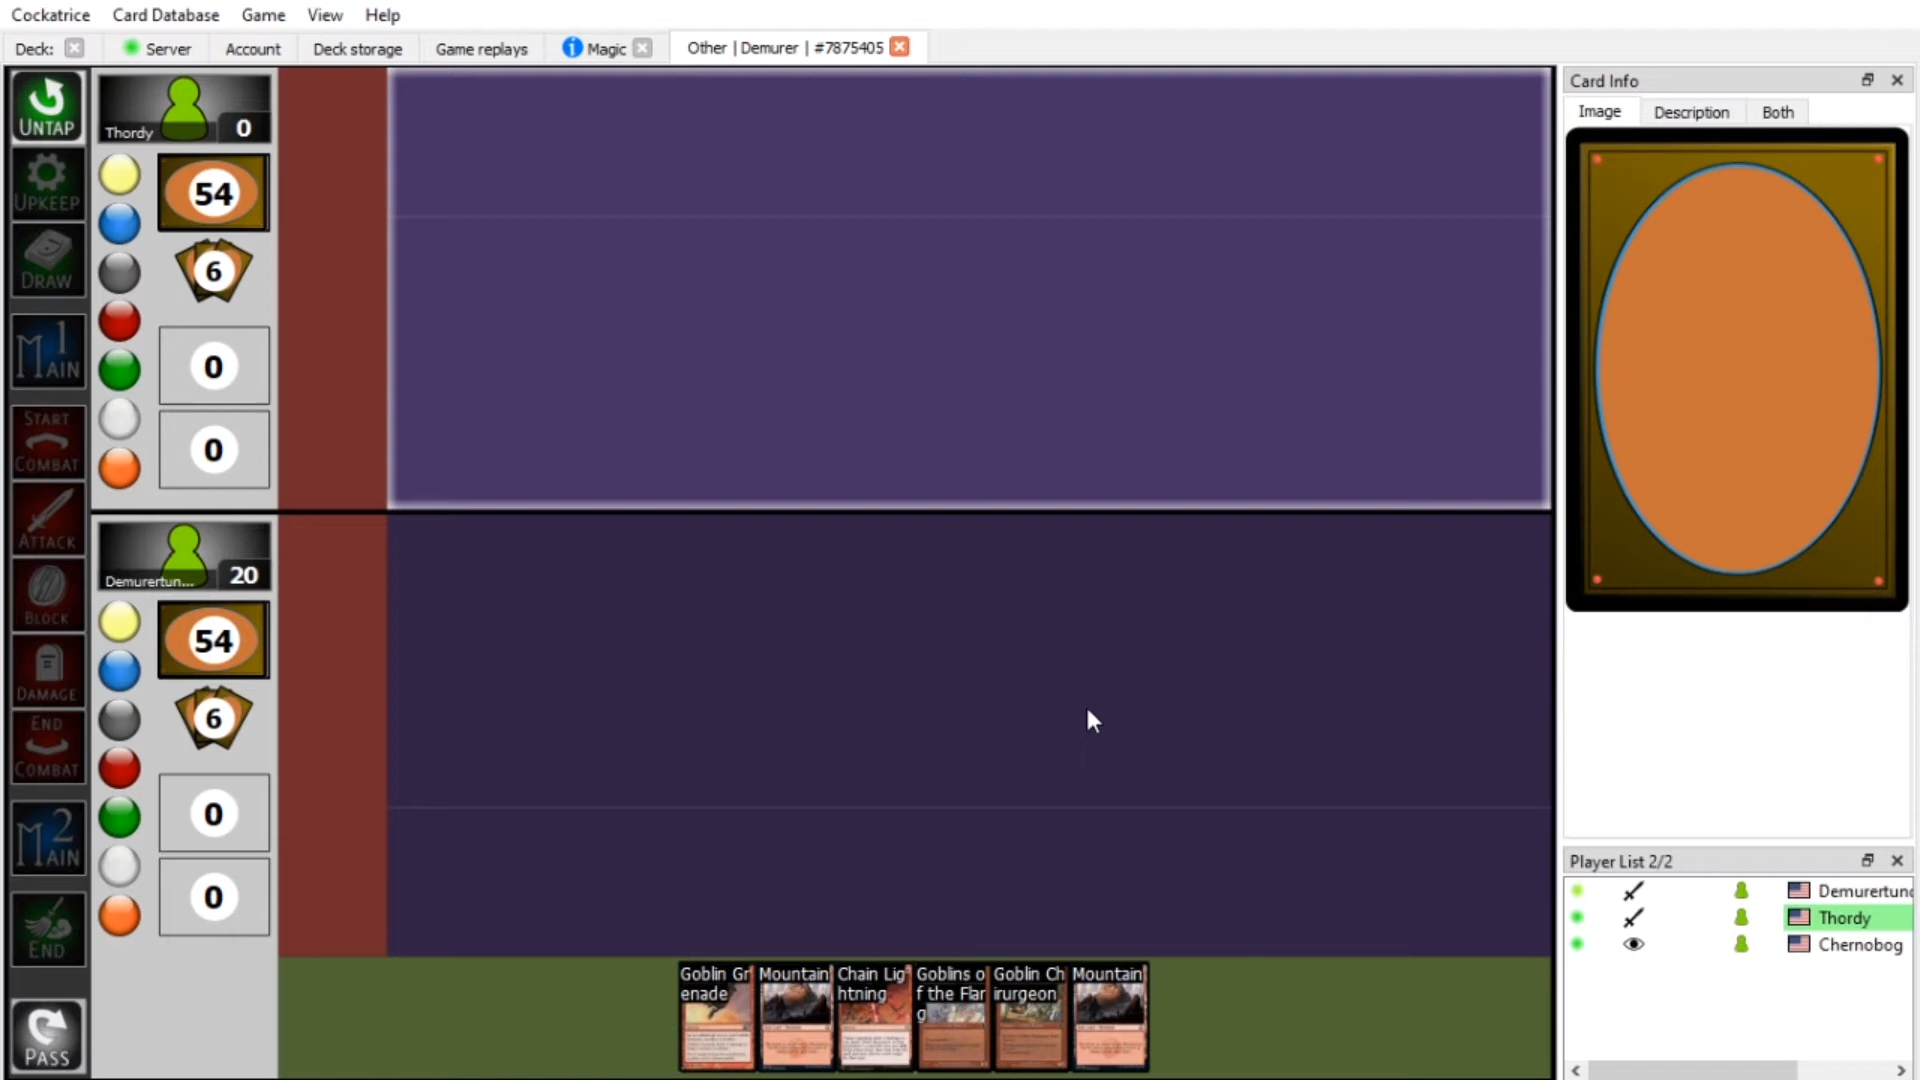 Cockatrice Card Database Game View Help
Deck: Server Account Deck storage Game replays Magic Other | Demurer | #7875405
UNTAP
UPKEEP
DRAW
MAIN 1
START
COMBAT
ATTACK
BLOCK
DAMAGE
END
COMBAT
MAIN 2
END
PASS
Thordy 0
54
6
0
0
Demurertun... 20
54
6
0
0
Goblin Gr
enade
Mountain
Chain Lig
htning
Goblins o
f the Flar
g
Goblin Ch
irurgeon
Mountain
Card Info
Image Description Both
Player List 2/2
Demurertund
Thordy
Chernobog